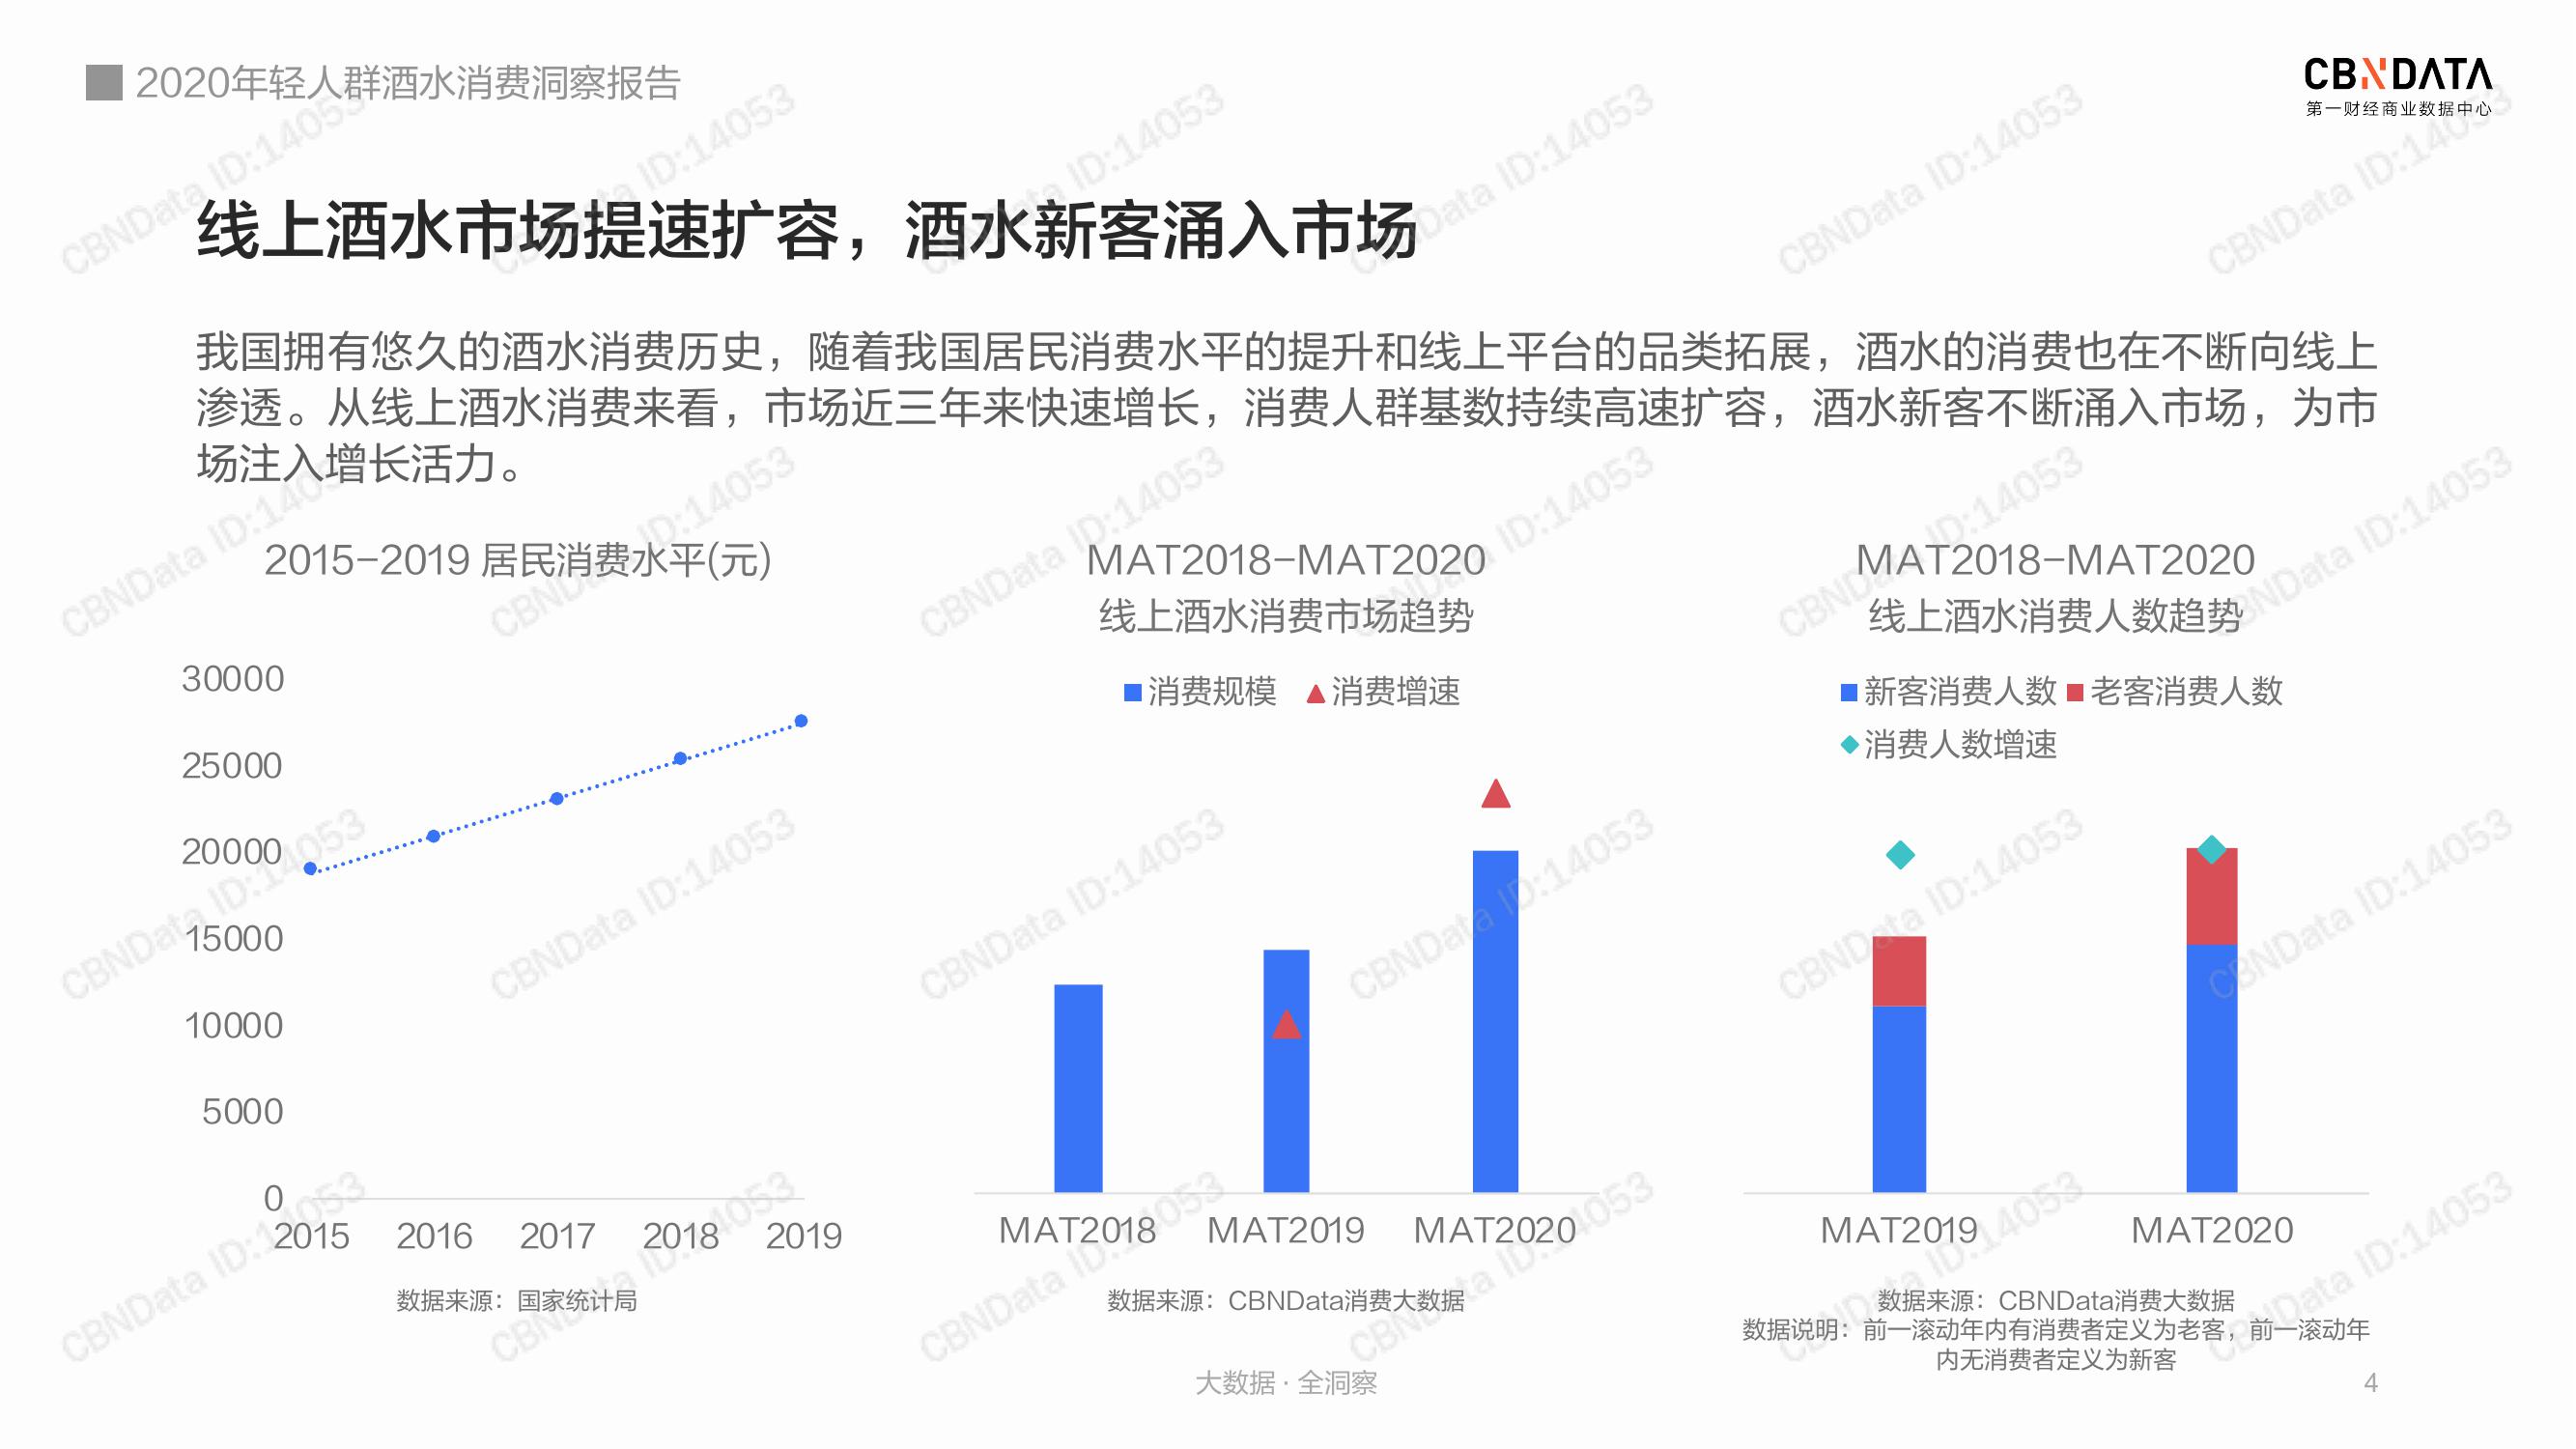 2020年轻人群酒水消费洞察报告
CBNDATA
第一财经商业数据中心
线上酒水市场提速扩容，酒水新客涌入市场
我国拥有悠久的酒水消费历史，随着我国居民消费水平的提升和线上平台的品类拓展，酒水的消费也在不断向线上
渗透。从线上酒水消费来看，市场近三年来快速增长，消费人群基数持续高速扩容，酒水新客不断涌入市场，为市
场注入增长活力。
2015-2019 居民消费水平(元)
30000
25000
20000
15000
10000
5000
0
2015 2016 2017 2018 2019
数据来源：国家统计局
MAT2018-MAT2020
线上酒水消费市场趋势
消费规模 消费增速
MAT2018 MAT2019 MAT2020
数据来源：CBNData消费大数据
MAT2018-MAT2020
线上酒水消费人数趋势
新客消费人数 老客消费人数
消费人数增速
MAT2019 MAT2020
数据来源：CBNData消费大数据
数据说明：前一滚动年内有消费者定义为老客，前一滚动年
内无消费者定义为新客
大数据·全洞察
4
CBNData ID:14053